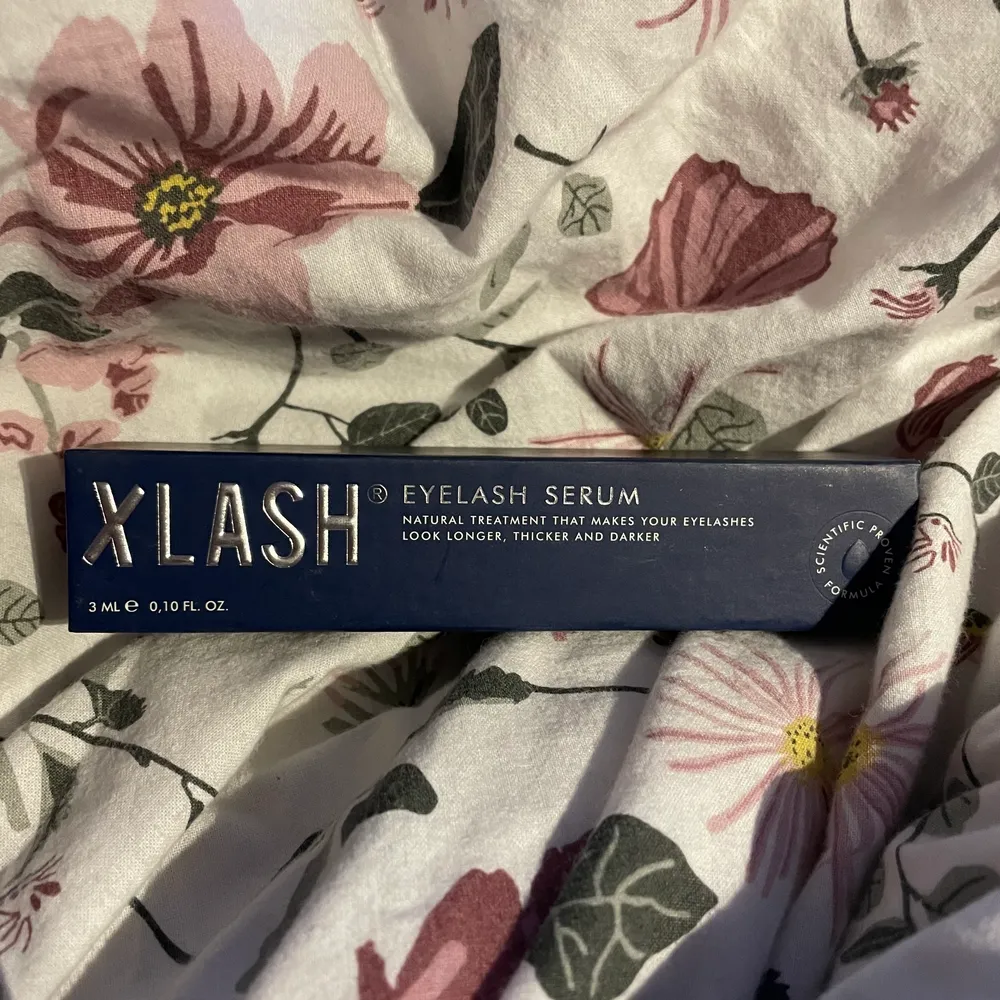 XLASH® EYELASH SERUM
NATURAL TREATMENT THAT MAKES YOUR EYELASHES
LOOK LONGER, THICKER AND DARKER
3 ML ℮ 0,10 FL. OZ.
SCIENTIFIC PROVEN
FORMULA